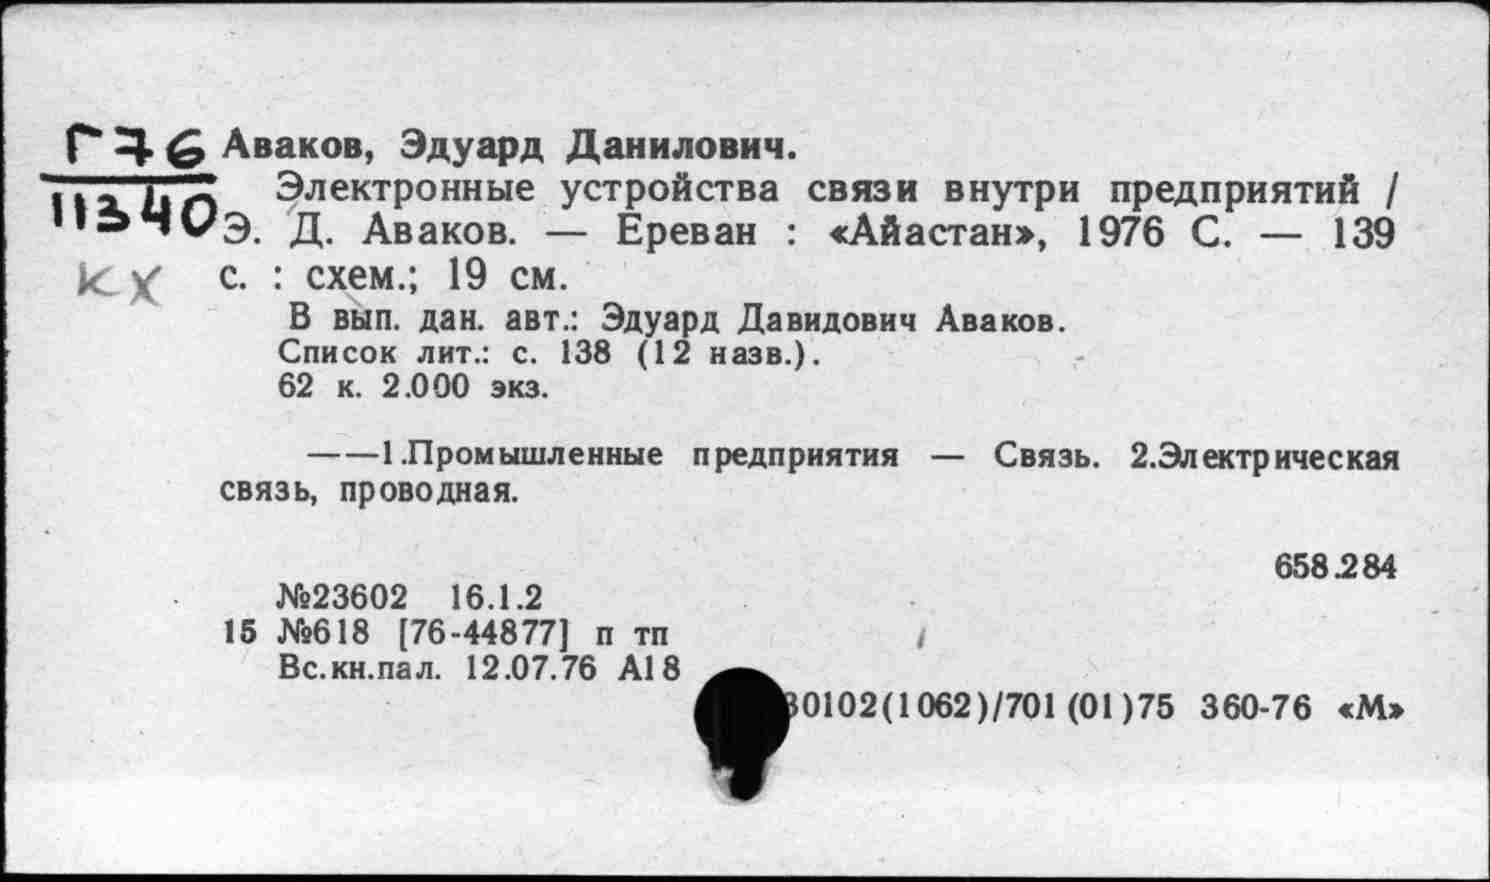 Г76 Аваков, Эдуард Данилович.
Электронные устройства связи внутри предприятий /
11340 Э. Д. Аваков. — Ереван : «Айастан», 1976 С. — 139
кх с. : схем.; 19 см.
В вып. дан. авт.: Эдуард Давидович Аваков.
Список лит.: с. 138 (12 назв.).
62 к. 2.000 экз.
——1.Промышленные предприятия — Связь. 2.Электрическая
связь, проводная.
658.284
№23602 16.1.2
15 №618 [76-44877] п тп
Вс.кн.пал. 12.07.76 А18
30102(1062)/701(01)75 360-76 «М»